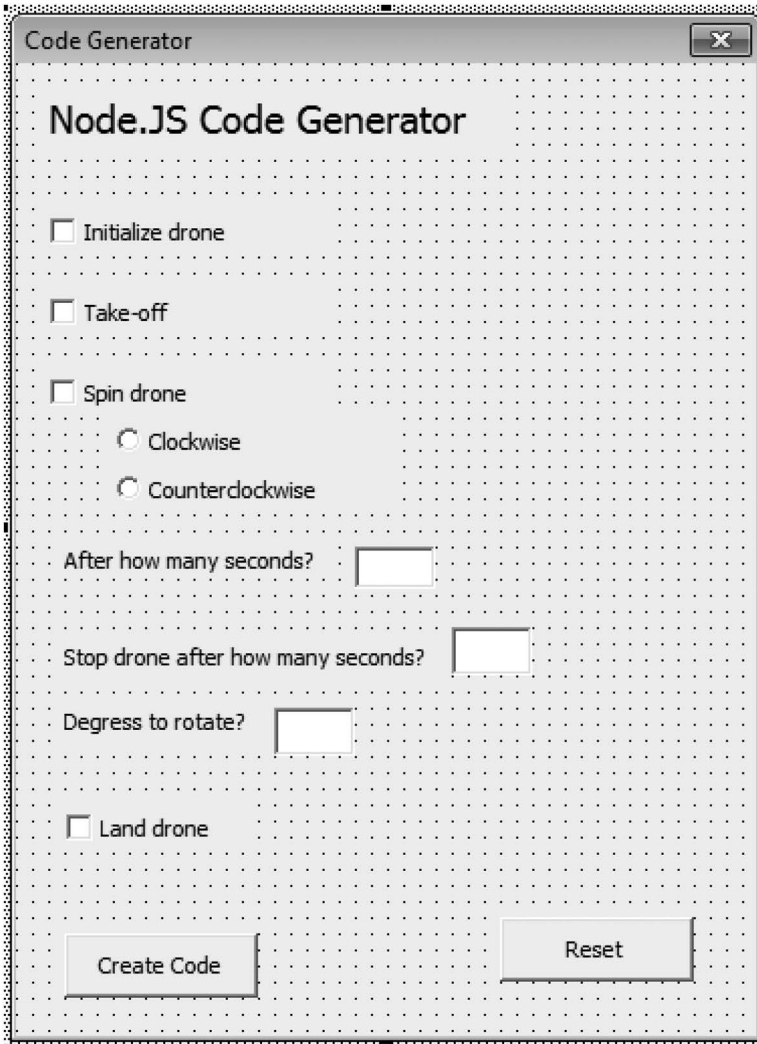 Code Generator
Node.JS Code Generator
Initialize drone
Take-off
Spin drone
Clockwise
Counterclockwise
After how many seconds?
Stop drone after how many seconds?
Degress to rotate?
Land drone
Create Code
Reset